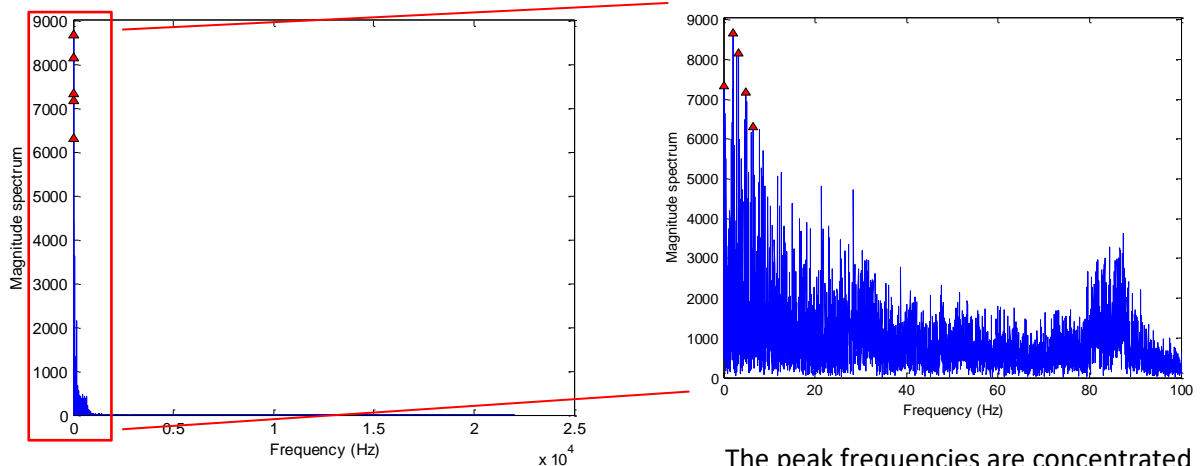 9000
8000
7000
6000
5000
4000
3000
2000
1000
0
Magnitude spectrum
0 0.5 1 1.5 2 2.5
Frequency (Hz)
x 10^4
9000
8000
7000
6000
5000
4000
3000
2000
1000
0
Magnitude spectrum
0 20 40 60 80 100
Frequency (Hz)
The peak frequencies are concentrated